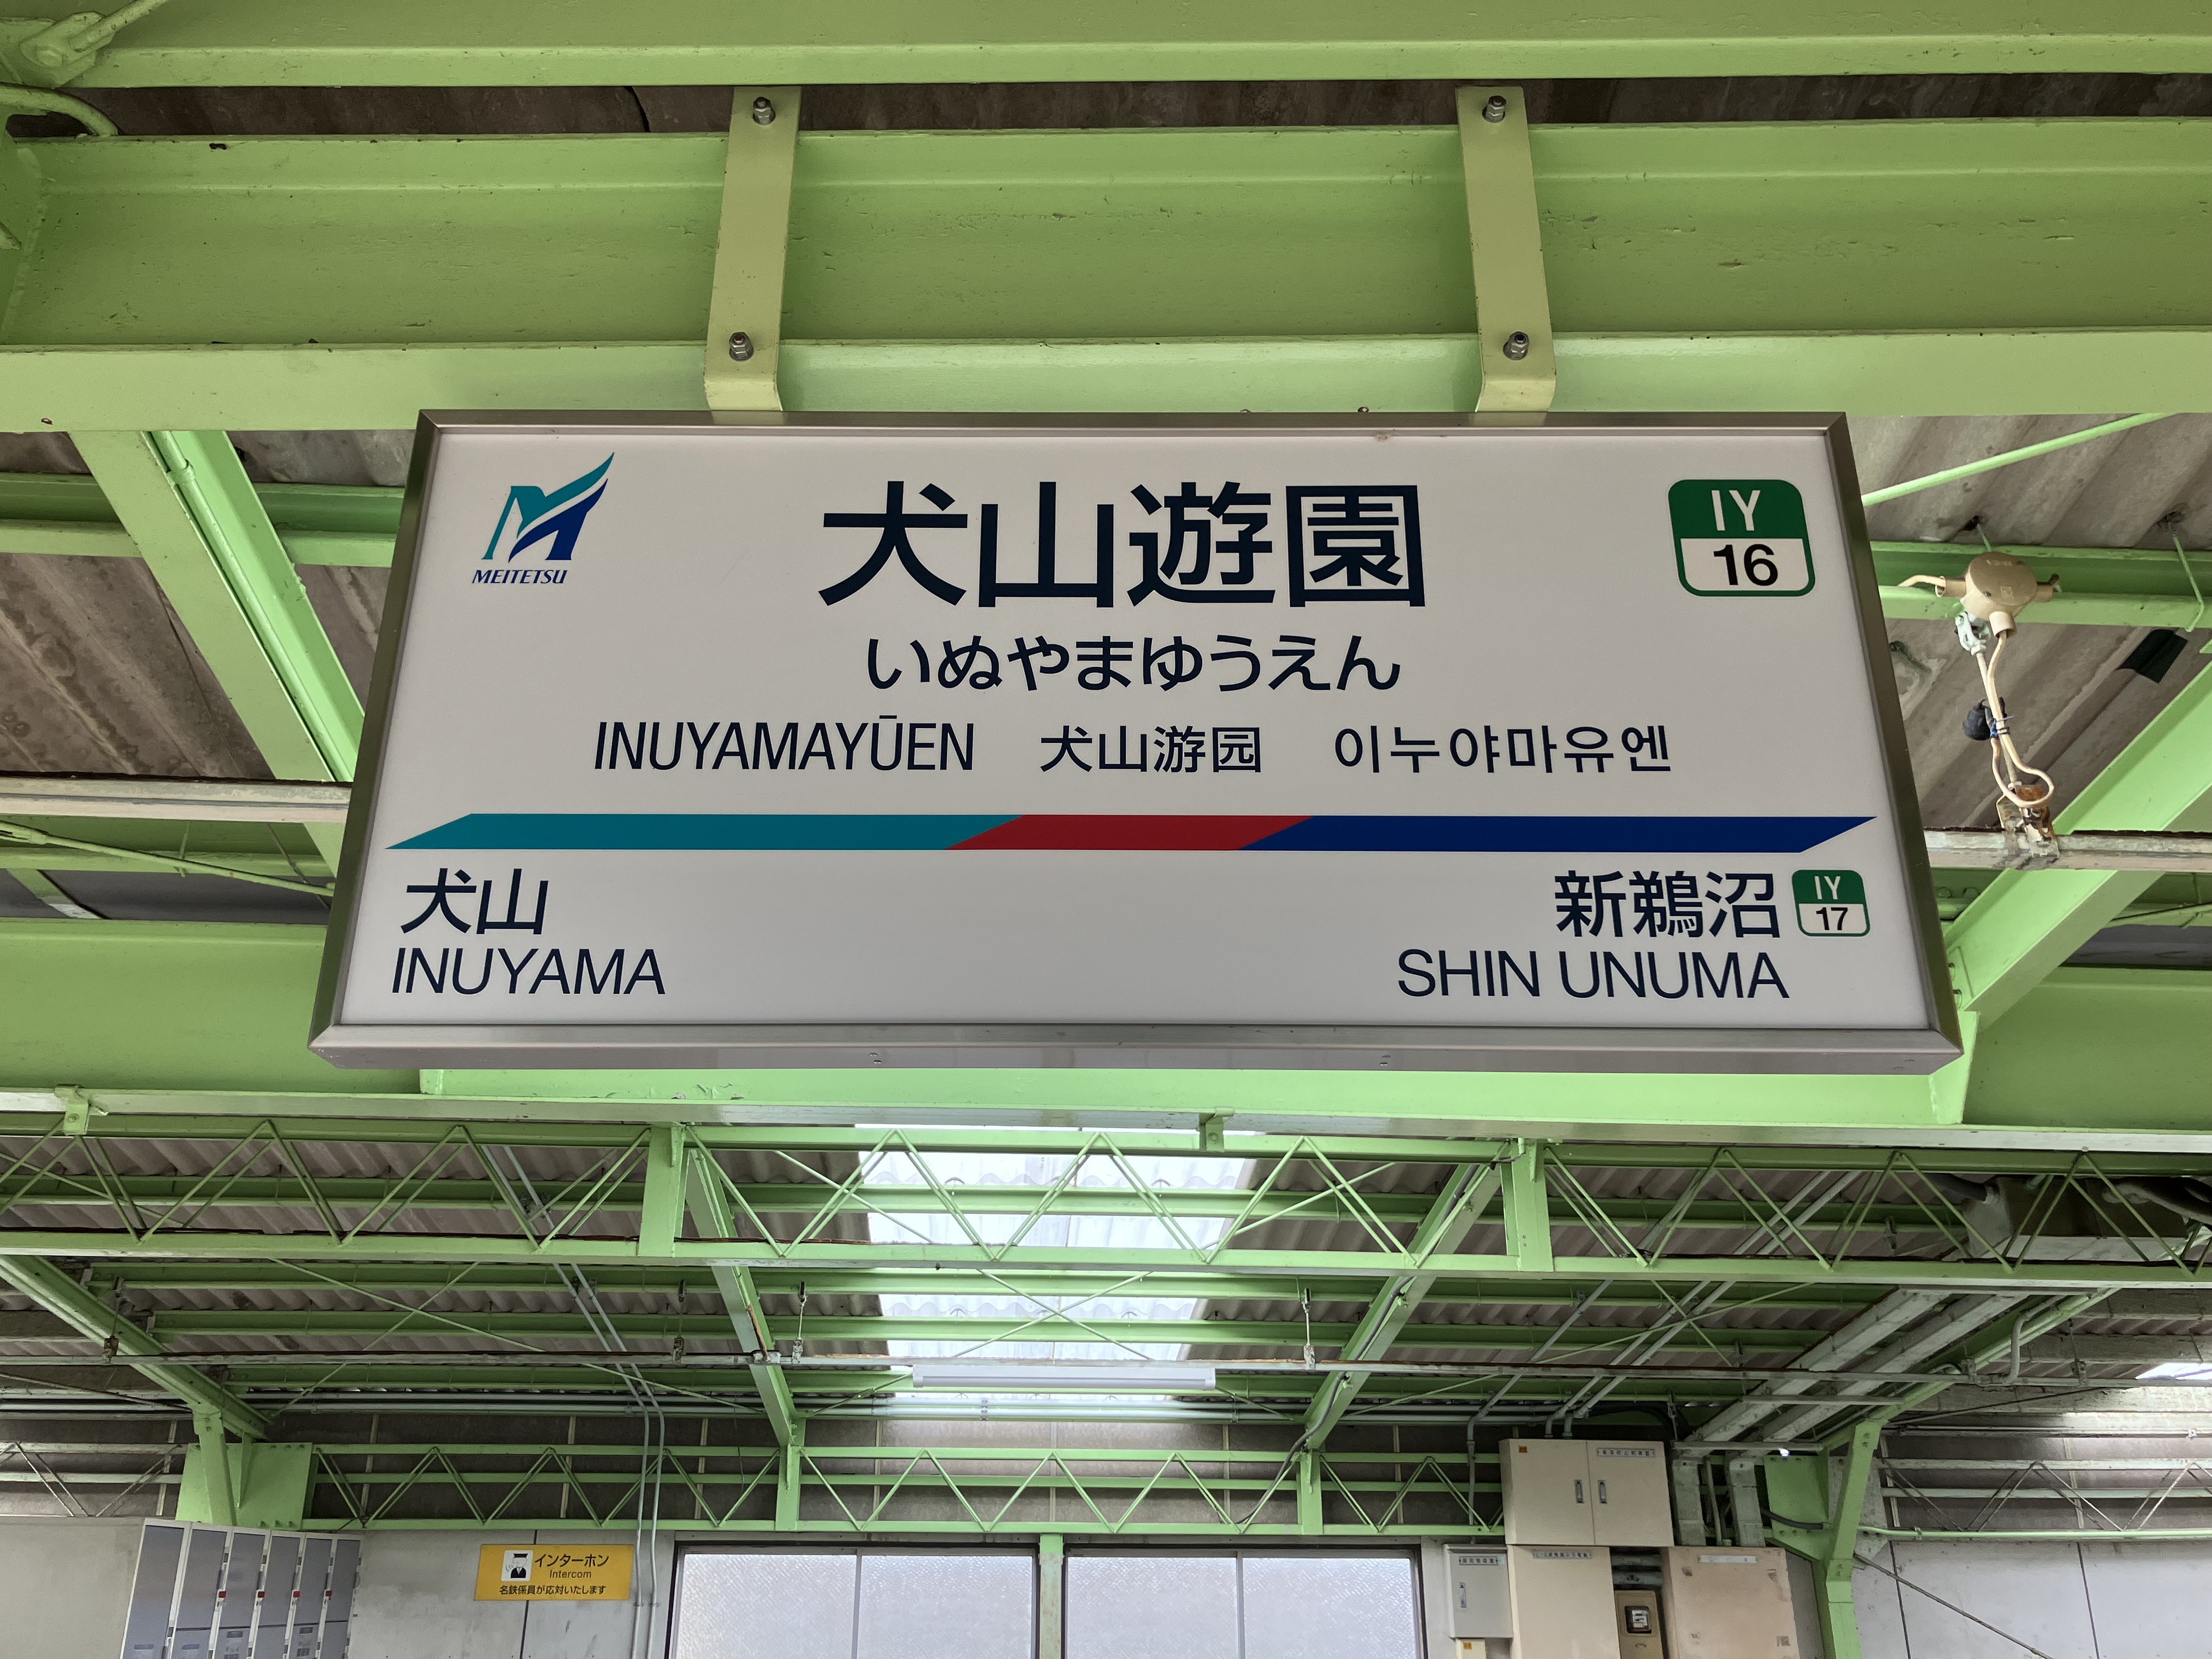 MEITETSU
犬山遊園
IY
16
いぬやまゆうえん
INUYAMAYŪEN 犬山游园 이누야마유엔
犬山
INUYAMA
新鵜沼
IY
17
SHIN UNUMA
インターホン
Intercom
名鉄係員が応対いたします